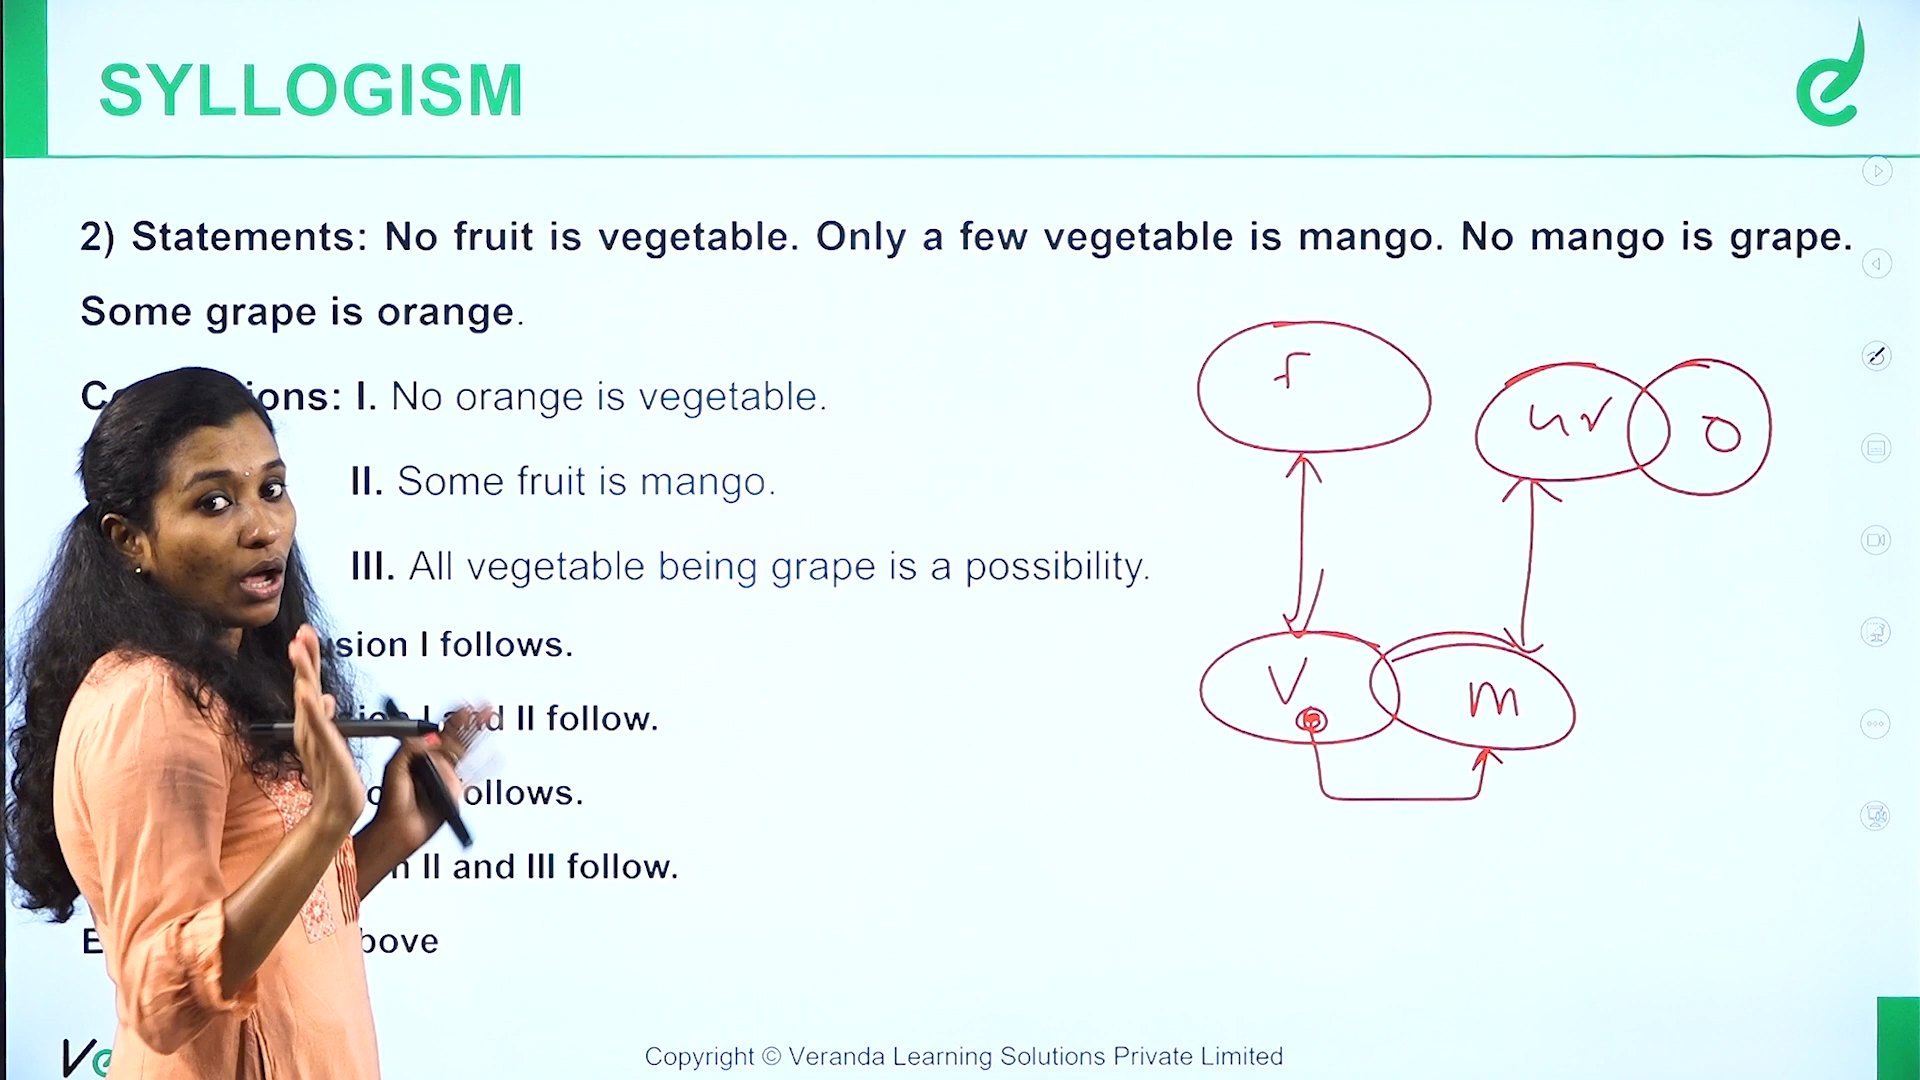 SYLLOGISM
2) Statements: No fruit is vegetable. Only a few vegetable is mango. No mango is grape.
Some grape is orange.
ons: I. No orange is vegetable.
II. Some fruit is mango.
III. All vegetable being grape is a possibility.
sion I follows.
I and II follow.
ollows.
II and III follow.
E bove
f
O
V
m
Copyright © Veranda Learning Solutions Private Limited